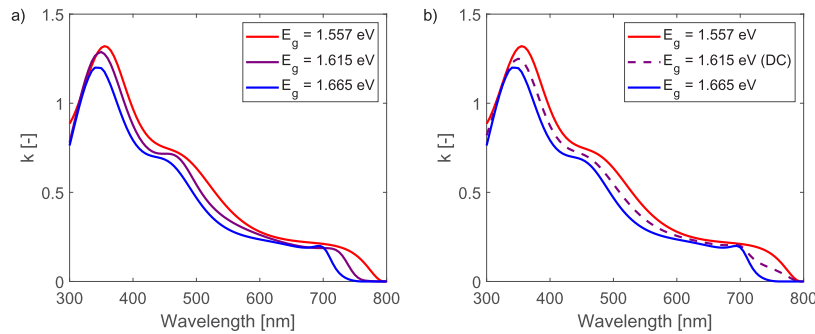 a)
1.5
1
0.5
0
k [-]
E_g = 1.557 eV
E_g = 1.615 eV
E_g = 1.665 eV
300 400 500 600 700 800
Wavelength [nm]
b)
1.5
1
0.5
0
k [-]
E_g = 1.557 eV
E_g = 1.615 eV (DC)
E_g = 1.665 eV
300 400 500 600 700 800
Wavelength [nm]